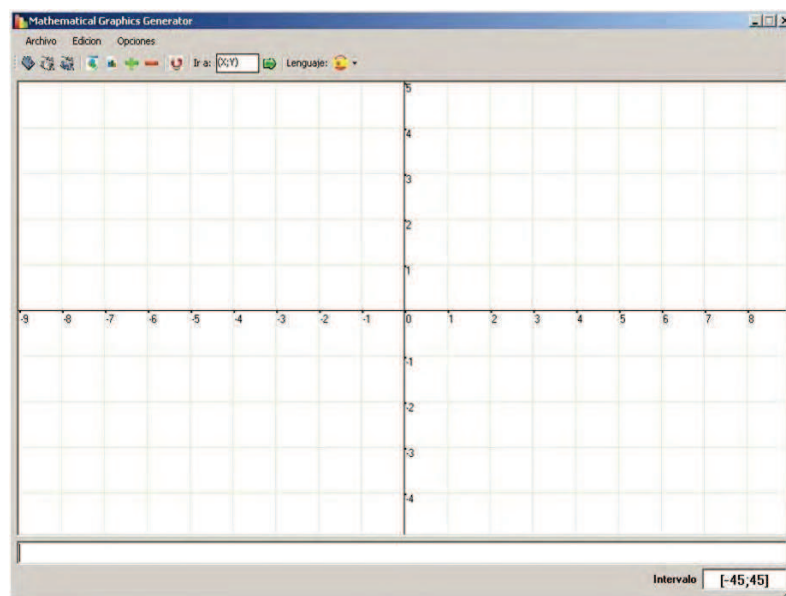 Mathematical Graphics Generator
Archivo Edicion Opciones
Ir a: (X;Y) Lenguaje:
5
4
3
2
1
-9 -8 -7 -6 -5 -4 -3 -2 -1 0 1 2 3 4 5 6 7 8
-1
-2
-3
-4
Intervalo [-45;45]